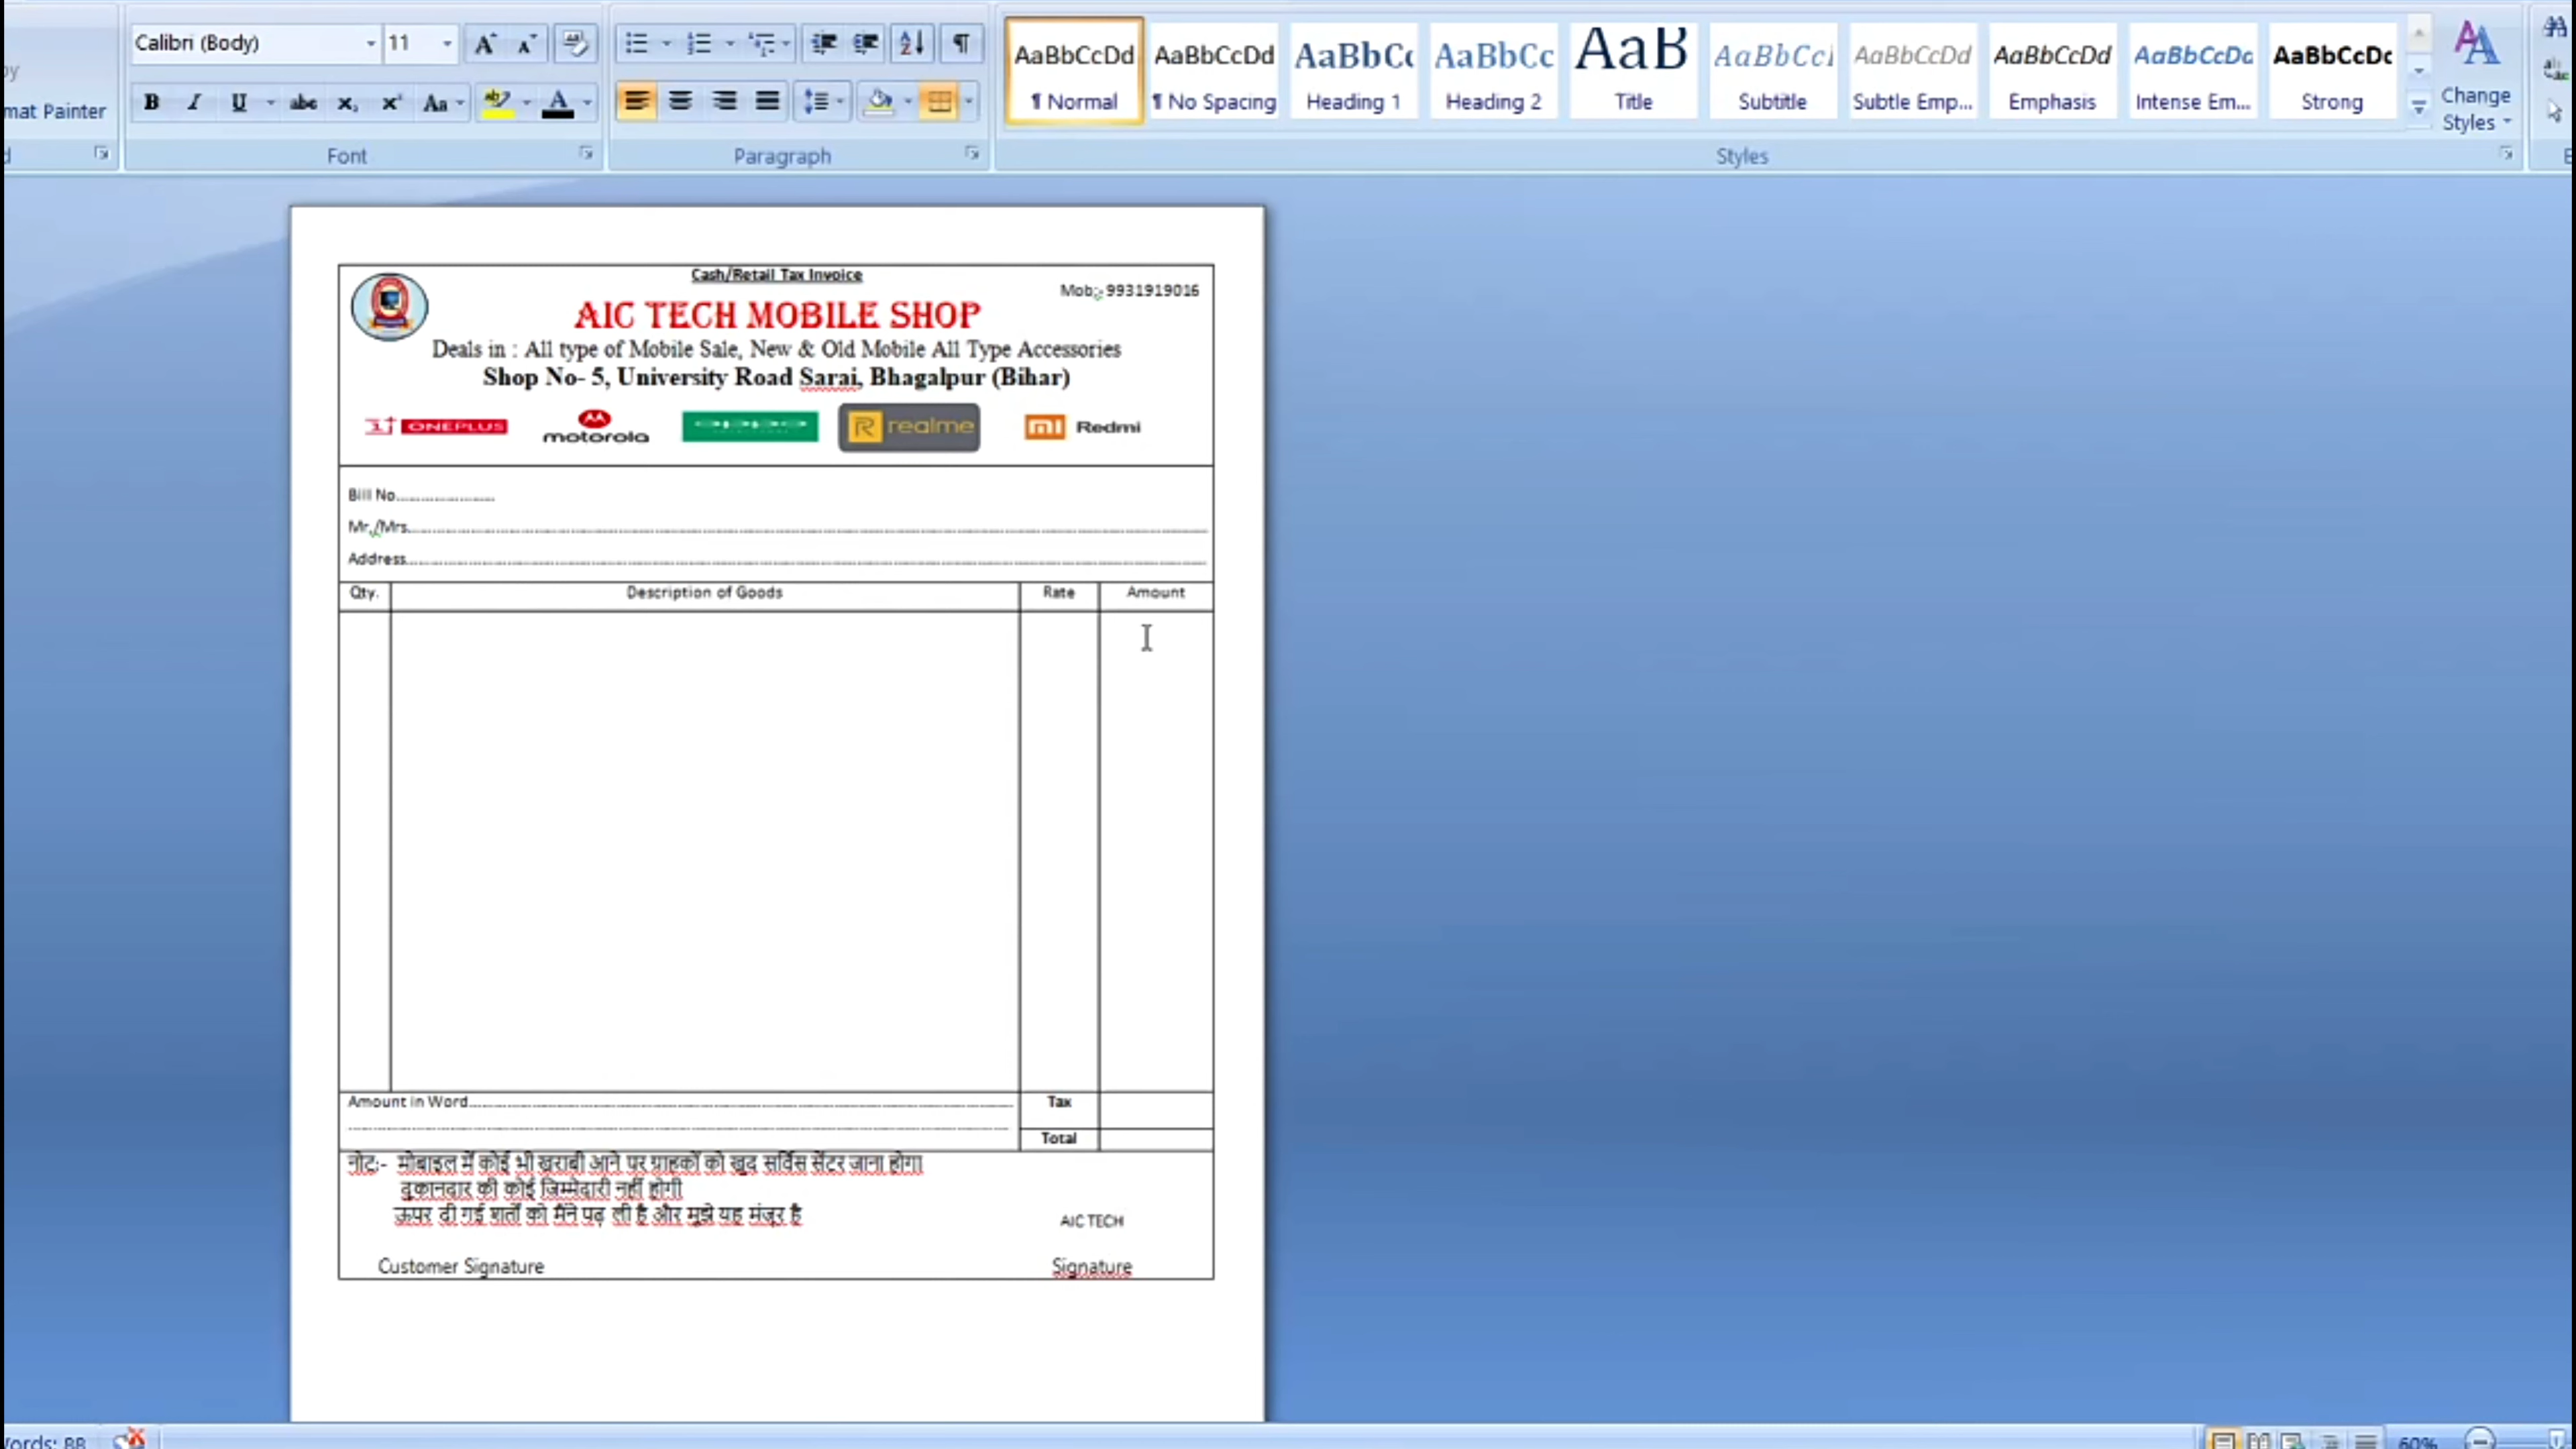 Calibri (Body) 11
Aa
mat Painter
Font
Paragraph
AaBbCcDd AaBbCcDd AaBbCc AaBbCc AaB AaBbCcI AaBbCcDd AaBbCcDd AaBbCcDc AaBbCcDc
¶ Normal ¶ No Spacing Heading 1 Heading 2 Title Subtitle Subtle Emp... Emphasis Intense Em... Strong
Change
Styles
Styles
Cash/Retail Tax Invoice
Mob:- 9931919016
AIC TECH MOBILE SHOP
Deals in : All type of Mobile Sale, New & Old Mobile All Type Accessories
Shop No- 5, University Road Sarai, Bhagalpur (Bihar)
ONEPLUS motorola realme mi Redmi
Bill No........................
Mr./Mrs........................
Address........................
Qty. Description of Goods Rate Amount
Amount in Word........................ Tax
Total
नोट:- मोबाइल में कोई भी खराबी आने पर ग्राहकों को खुद सर्विस सेंटर जाना होगा
दुकानदार की कोई जिम्मेदारी नहीं होगी
ऊपर दी गई शर्तों को मैंने पढ़ ली है और मुझे यह मंजूर है
AIC TECH
Customer Signature Signature
Words: 88 60%